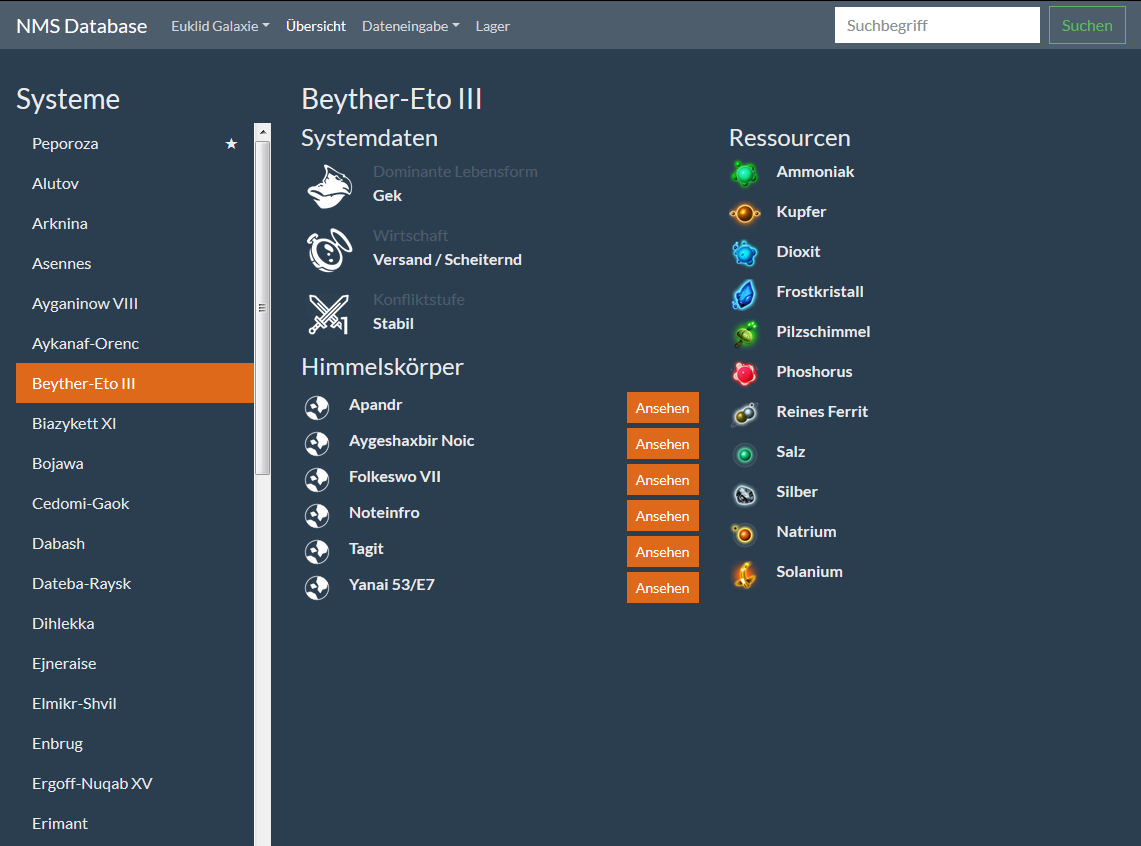 NMS Database Euklid Galaxie Übersicht Dateneingabe Lager Suchbegriff Suchen
Systeme
Peporoza
Alutov
Arknina
Asennes
Ayganinow VIII
Aykanaf-Orenc
Beyther-Eto III
Biazykett XI
Bojawa
Cedomi-Gaok
Dabash
Dateba-Raysk
Dihlekka
Ejneraise
Elmikr-Shvil
Enbrug
Ergoff-Nuqab XV
Erimant
Beyther-Eto III
Systemdaten
Dominante Lebensform
Gek
Wirtschaft
Versand / Scheiternd
Konfliktstufe
Stabil
Himmelskörper
Apandr Ansehen
Aygeshaxbir Noic Ansehen
Folkeswo VII Ansehen
Noteinfro Ansehen
Tagit Ansehen
Yanai 53/E7 Ansehen
Ressourcen
Ammoniak
Kupfer
Dioxit
Frostkristall
Pilzschimmel
Phoshorus
Reines Ferrit
Salz
Silber
Natrium
Solanium